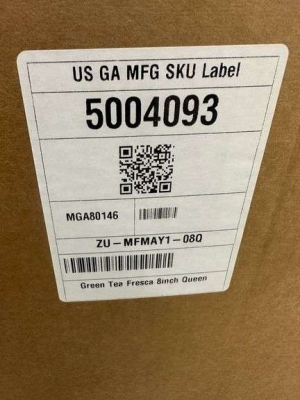 US GA MFG SKU Label
5004093
MGA80146
ZU-MFMAY1-08Q
Green Tea Fresca 8inch Queen